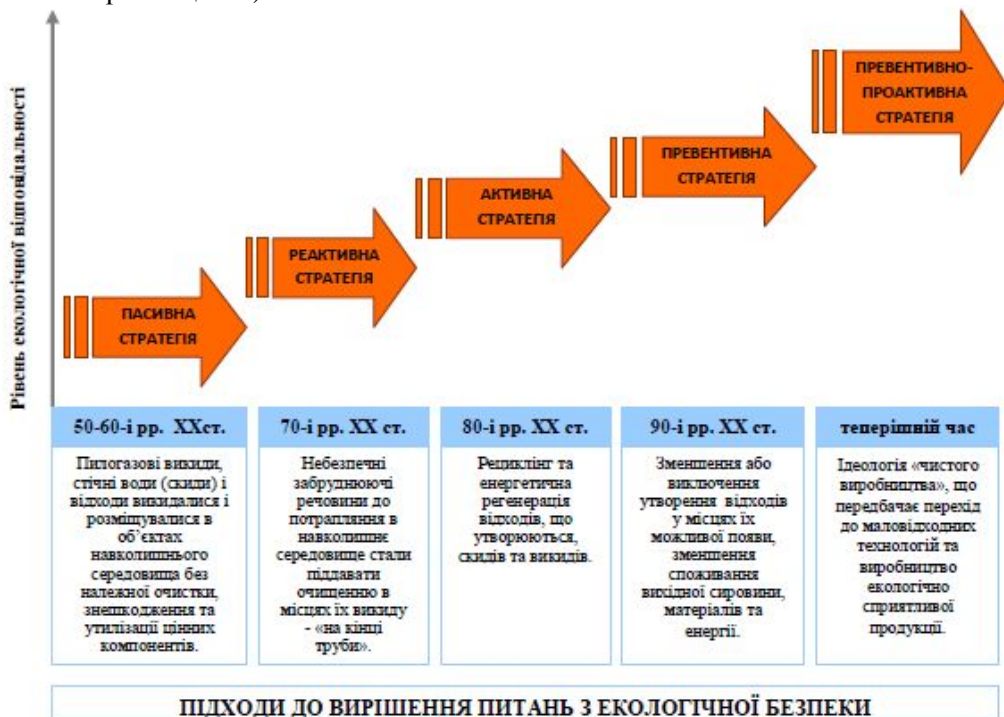 Рівень екологічної відповідальності
ПАСИВНА
СТРАТЕГІЯ
РЕАКТИВНА
СТРАТЕГІЯ
АКТИВНА
СТРАТЕГІЯ
ПРЕВЕНТИВНА
СТРАТЕГІЯ
ПРЕВЕНТИВНО-
ПРОАКТИВНА
СТРАТЕГІЯ
50-60-і рр. ХХст.
Пилогазові викиди,
стічні води (скиди) і
відходи викидалися і
розміщувалися в
об’єктах
навколишнього
середовища без
належної очистки,
знешкодження та
утилізації цінних
компонентів.
70-і рр. ХХ ст.
Небезпечні
забруднюючі
речовини до
потрапляння в
навколишнє
середовище стали
піддавати
очищенню в
місцях їх викиду
- «на кінці
труби».
80-і рр. ХХ ст.
Рециклінг та
енергетична
регенерація
відходів, що
утворюються,
скидів та викидів.
90-і рр. ХХ ст.
Зменшення або
виключення
утворення відходів
у місцях їх
можливої появи,
зменшення
споживання
вихідної сировини,
матеріалів та
енергії.
теперішній час
Ідеологія «чистого
виробництва», що
передбачає перехід
до маловідходних
технологій та
виробництво
екологічно
сприятливої
продукції.
ПІДХОДИ ДО ВИРІШЕННЯ ПИТАНЬ З ЕКОЛОГІЧНОЇ БЕЗПЕКИ